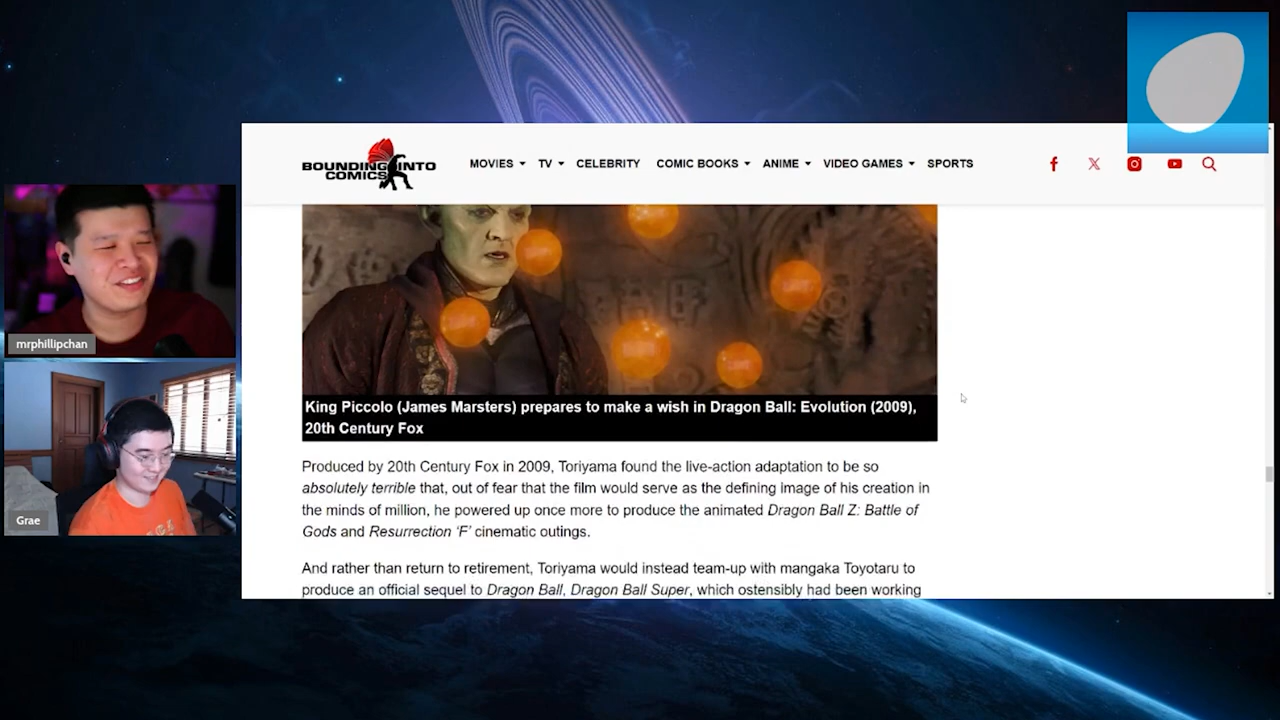 BOUNDING INTO
COMICS
MOVIES TV CELEBRITY COMIC BOOKS ANIME VIDEO GAMES SPORTS
mrphillipchan
Grae
King Piccolo (James Marsters) prepares to make a wish in Dragon Ball: Evolution (2009),
20th Century Fox
Produced by 20th Century Fox in 2009, Toriyama found the live-action adaptation to be so
absolutely terrible that, out of fear that the film would serve as the defining image of his creation in
the minds of million, he powered up once more to produce the animated Dragon Ball Z: Battle of
Gods and Resurrection ‘F’ cinematic outings.
And rather than return to retirement, Toriyama would instead team-up with mangaka Toyotaru to
produce an official sequel to Dragon Ball, Dragon Ball Super, which ostensibly had been working